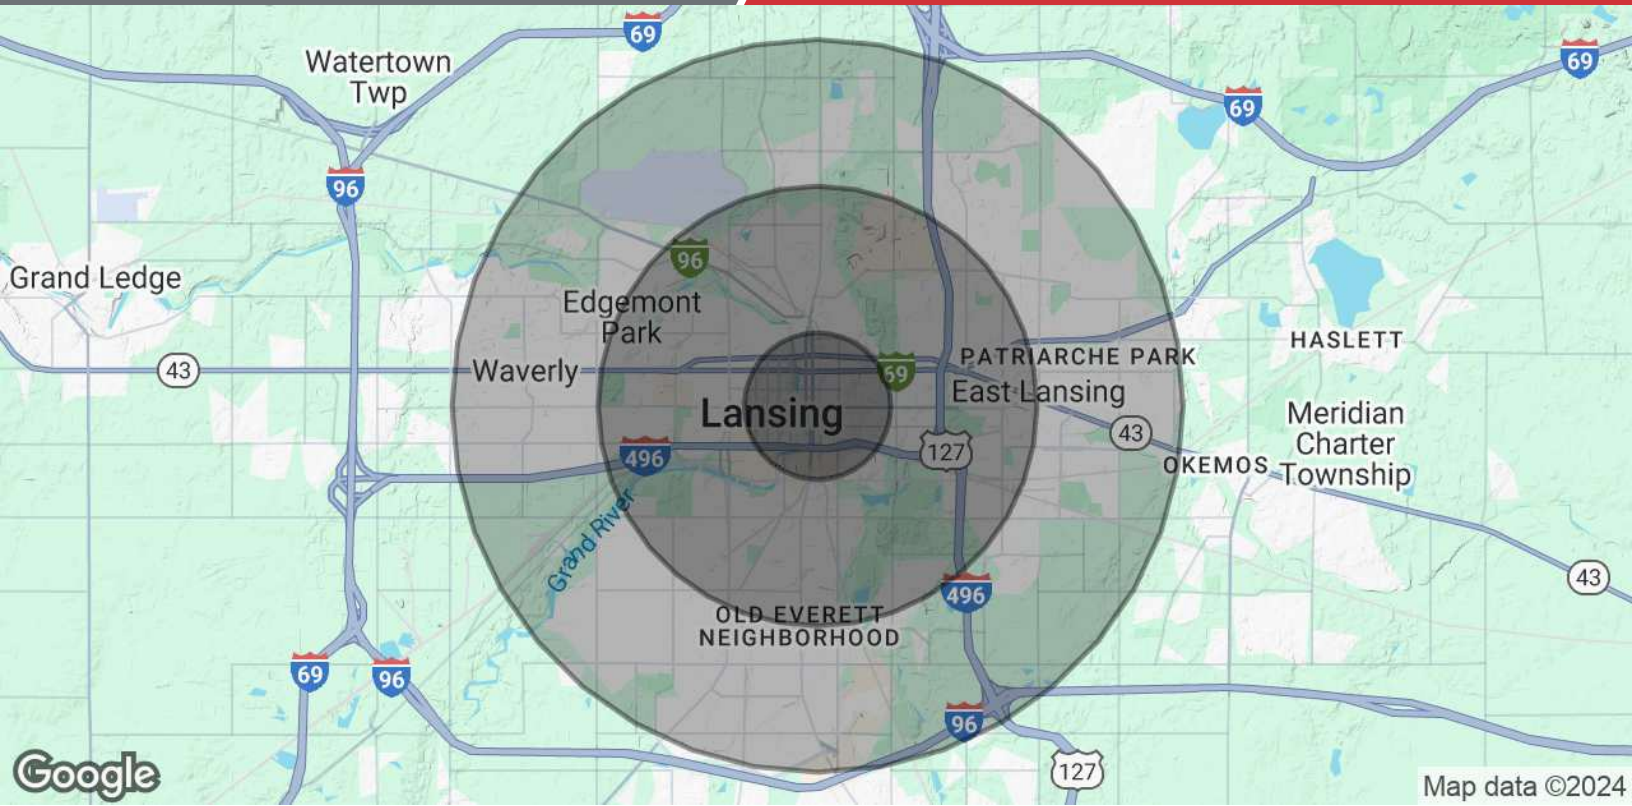 69
69
Watertown
Twp
69
96
96
Grand Ledge
Edgemont
Park
HASLETT
43
Waverly
69
PATRIARCHE PARK
East Lansing
Lansing
43
Meridian
Charter
Township
496
127
OKEMOS
Grand River
43
496
OLD EVERETT
NEIGHBORHOOD
69
96
96
127
Google
Map data ©2024